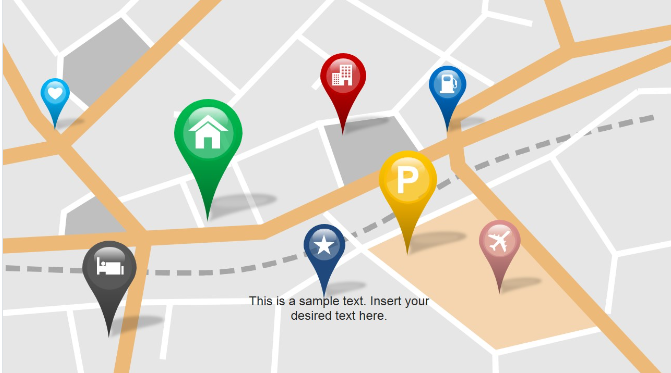 P
This is a sample text. Insert your
desired text here.